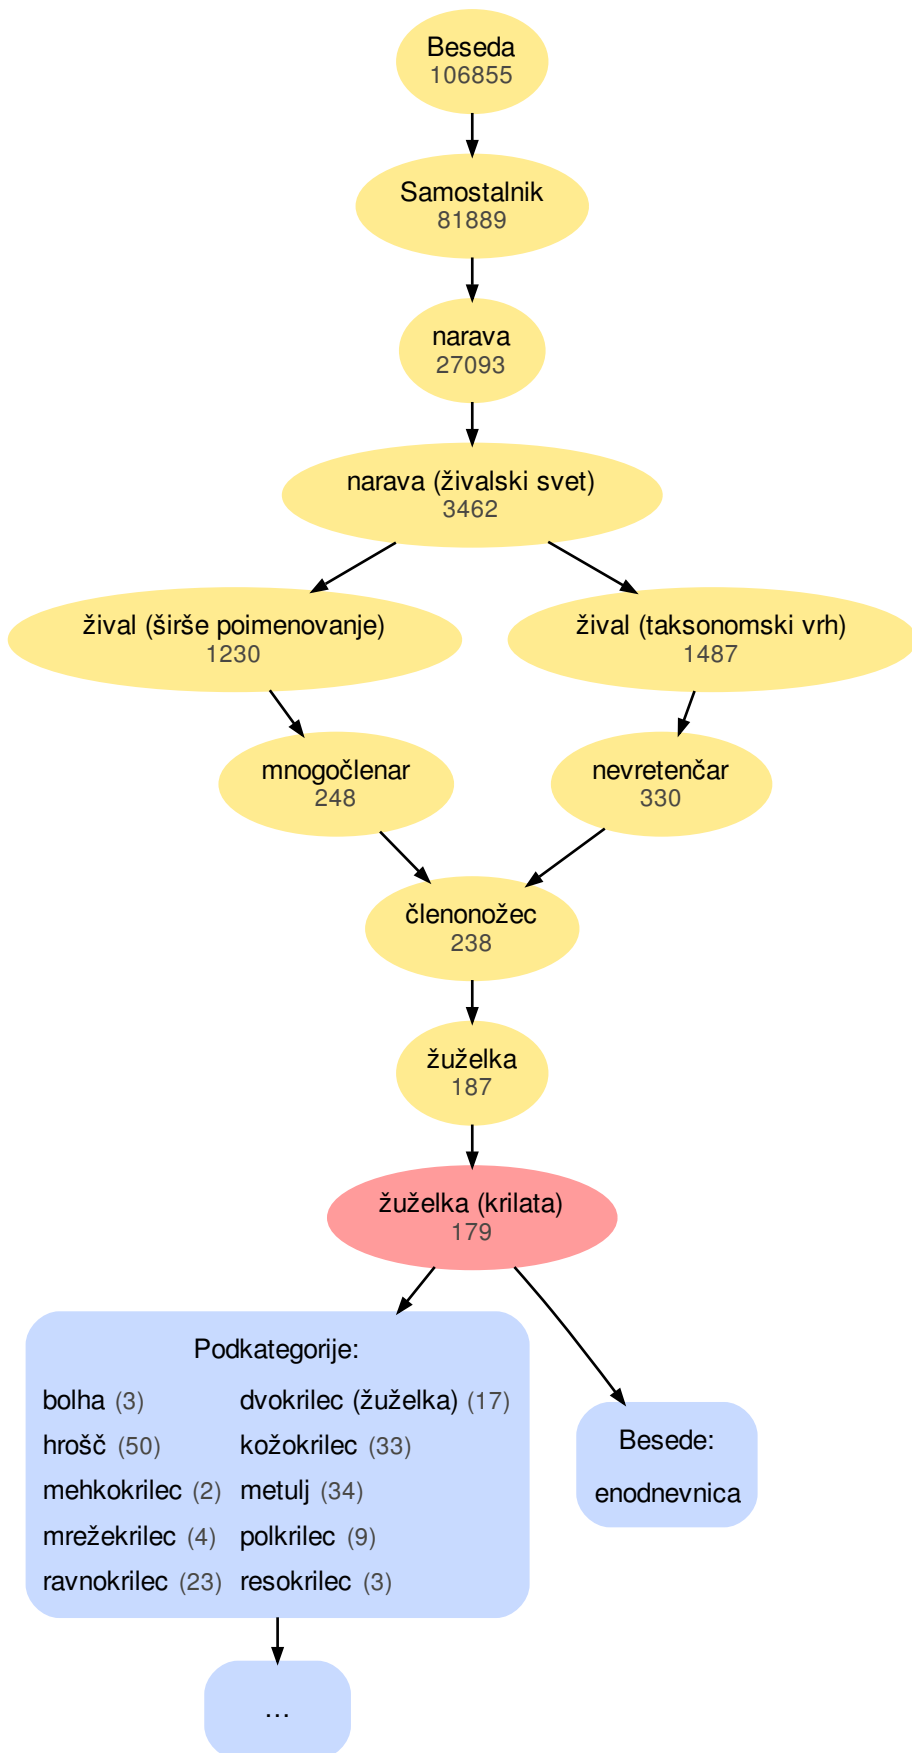 Beseda
106855
Samostalnik
81889
narava
27093
narava (živalski svet)
3462
žival (širše poimenovanje)
1230
žival (taksonomski vrh)
1487
mnogočlenar
248
nevretenčar
330
členonožec
238
žuželka
187
žuželka (krilata)
179
Podkategorije:
bolha (3) dvokrilec (žuželka) (17)
hrošč (50) kožokrilec (33)
mehkokrilec (2) metulj (34)
mrežekrilec (4) polkrilec (9)
ravnokrilec (23) resokrilec (3)
Besede:
enodnevnica
...